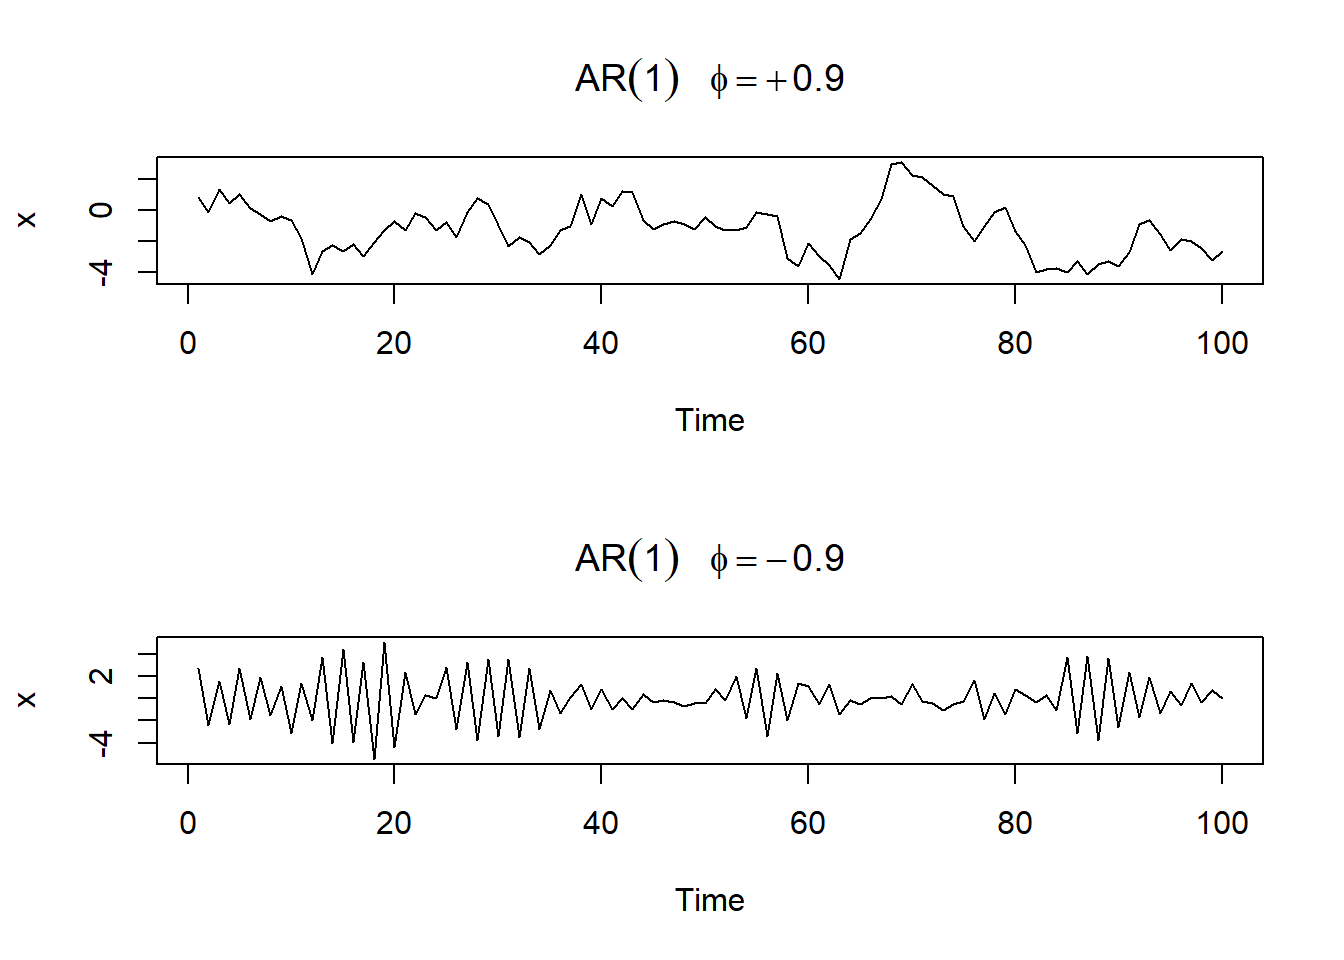 AR(1) ϕ = +0.9
x
0
-4
0 20 40 60 80 100
Time
AR(1) ϕ = −0.9
x
2
-4
0 20 40 60 80 100
Time